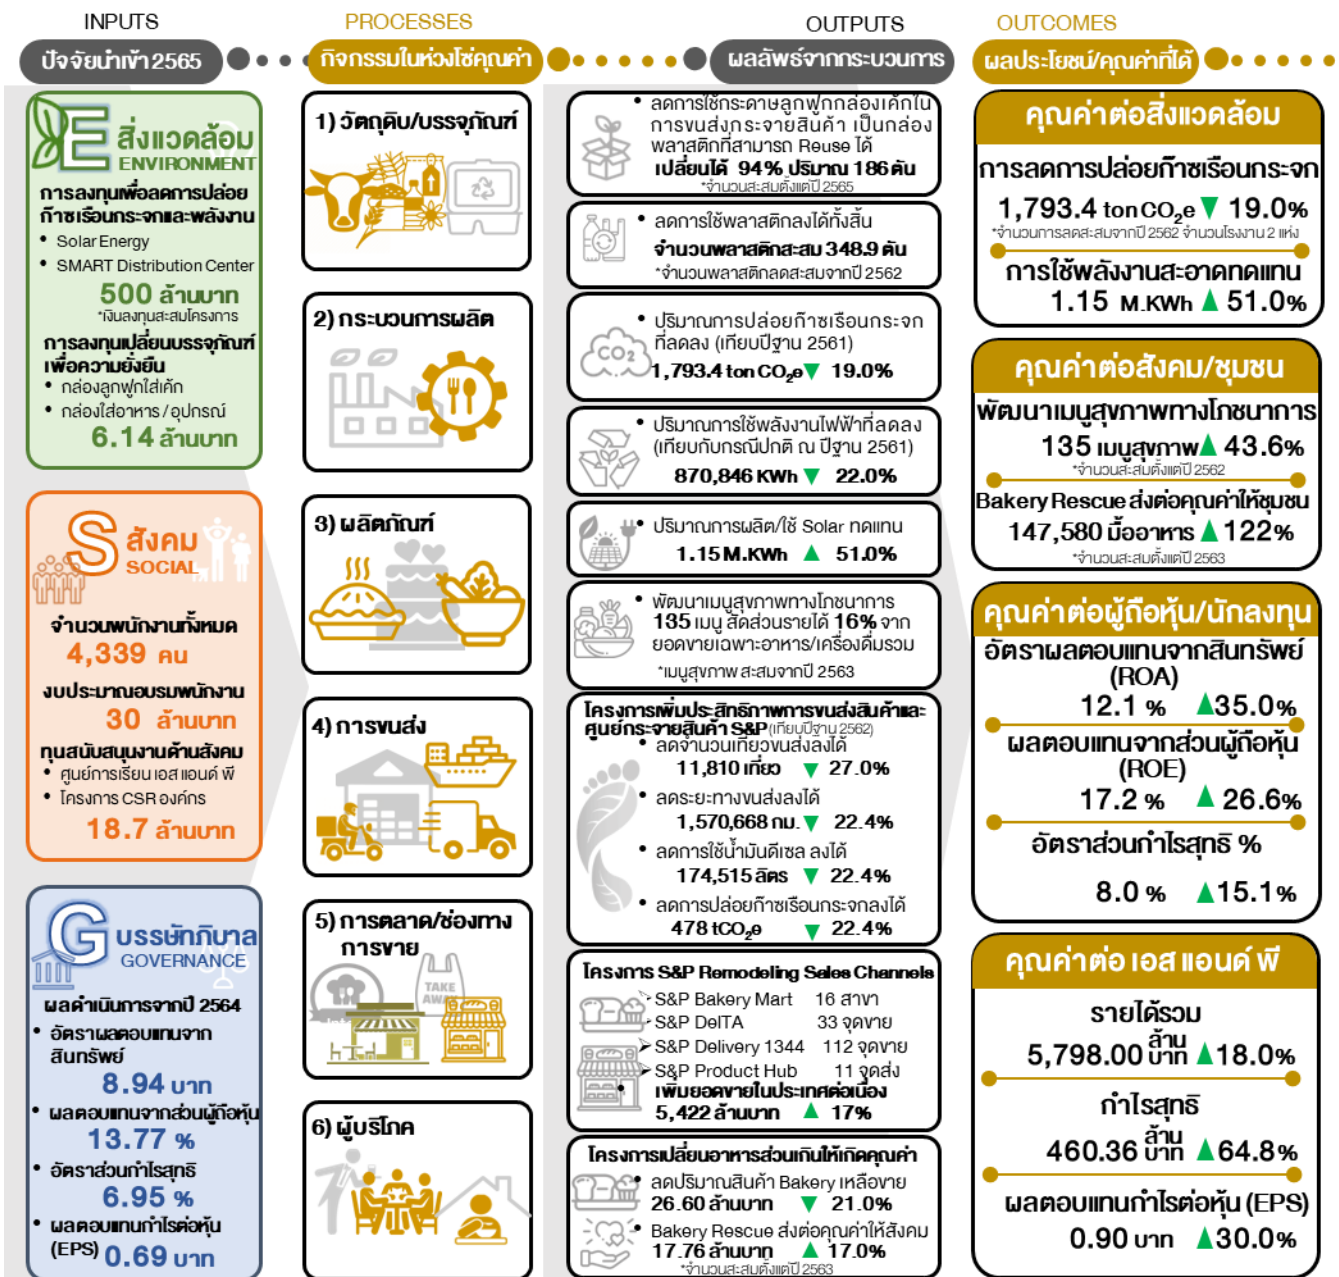 INPUTS
ปัจจัยนำเข้า 2565
E สิ่งแวดล้อม
ENVIRONMENT
การลงทุนเพื่อลดการปล่อย
ก๊าซเรือนกระจกและพลังงาน
• Solar Energy
• SMART Distribution Center
500 ล้านบาท
*เงินลงทุนสะสมโครงการ
การลงทุนเปลี่ยนบรรจุภัณฑ์
เพื่อความยั่งยืน
• กล่องลูกฟูกใส่เค้ก
• กล่องใส่อาหาร / อุปกรณ์
6.14 ล้านบาท
S สังคม
SOCIAL
จำนวนพนักงานทั้งหมด
4,339 คน
งบประมาณอบรมพนักงาน
30 ล้านบาท
ทุนสนับสนุนงานด้านสังคม
• ศูนย์การเรียน เอส แอนด์ พี
• โครงการ CSR องค์กร
18.7 ล้านบาท
G บรรษัทภิบาล
GOVERNANCE
ผลดำเนินการจากปี 2564
• อัตราผลตอบแทนจาก
สินทรัพย์
8.94 บาท
• ผลตอบแทนจากส่วนผู้ถือหุ้น
13.77 %
• อัตราส่วนกำไรสุทธิ
6.95 %
• ผลตอบแทนกำไรต่อหุ้น
(EPS) 0.69 บาท
PROCESSES
กิจกรรมในห่วงโซ่คุณค่า
1) วัตถุดิบ/บรรจุภัณฑ์
2) กระบวนการผลิต
3) ผลิตภัณฑ์
4) การขนส่ง
5) การตลาด/ช่องทาง
การขาย
TAKE
AWAY
6) ผู้บริโภค
OUTPUTS
ผลลัพธ์จากกระบวนการ
• ลดการใช้กระดาษลูกฟูกกล่องเค้กใน
การขนส่งกระจายสินค้า เป็นกล่อง
พลาสติกที่สามารถ Reuse ได้
เปลี่ยนได้ 94% ปริมาณ 186 ตัน
*จำนวนสะสมตั้งแต่ปี 2565
• ลดการใช้พลาสติกลงได้ทั้งสิ้น
จำนวนพลาสติกสะสม 348.9 ตัน
*จำนวนพลาสติกลดสะสมจากปี 2562
CO2
• ปริมาณการปล่อยก๊าซเรือนกระจก
ที่ลดลง (เทียบปีฐาน 2561)
1,793.4 ton CO₂e ▼ 19.0%
• ปริมาณการใช้พลังงานไฟฟ้าที่ลดลง
(เทียบกับกรณีปกติ ณ ปีฐาน 2561)
870,846 KWh ▼ 22.0%
• ปริมาณการผลิต/ใช้ Solar ทดแทน
1.15 M.KWh ▲ 51.0%
• พัฒนาเมนูสุขภาพทางโภชนาการ
135 เมนู สัดส่วนรายได้ 16% จาก
ยอดขายเฉพาะอาหาร/เครื่องดื่มรวม
*เมนูสุขภาพ สะสมจากปี 2563
โครงการเพิ่มประสิทธิภาพการขนส่งสินค้าและ
ศูนย์กระจายสินค้า S&P (เทียบปีฐาน 2562)
• ลดจำนวนเที่ยวขนส่งลงได้
11,810 เที่ยว ▼ 27.0%
• ลดระยะทางขนส่งลงได้
1,570,668 กม. ▼ 22.4%
• ลดการใช้น้ำมันดีเซล ลงได้
174,515 ลิตร ▼ 22.4%
• ลดการปล่อยก๊าซเรือนกระจกลงได้
478 tCO₂e ▼ 22.4%
โครงการ S&P Remodeling Sales Channels
➢ S&P Bakery Mart 16 สาขา
➢ S&P DelTA 33 จุดขาย
➢ S&P Delivery 1344 112 จุดขาย
➢ S&P Product Hub 11 จุดส่ง
• เพิ่มยอดขายในประเทศต่อเนื่อง
5,422 ล้านบาท ▲ 17%
โครงการเปลี่ยนอาหารส่วนเกินให้เกิดคุณค่า
• ลดปริมาณสินค้า Bakery เหลือขาย
26.60 ล้านบาท ▼ 21.0%
• Bakery Rescue ส่งต่อคุณค่าให้สังคม
17.76 ล้านบาท ▲ 17.0%
*จำนวนสะสมตั้งแต่ปี 2563
OUTCOMES
ผลประโยชน์/คุณค่าที่ได้
คุณค่าต่อสิ่งแวดล้อม
การลดการปล่อยก๊าซเรือนกระจก
1,793.4 ton CO₂e ▼ 19.0%
*จำนวนการลดสะสมจากปี 2562 จำนวนโรงงาน 2 แห่ง
การใช้พลังงานสะอาดทดแทน
1.15 M.KWh ▲ 51.0%
คุณค่าต่อสังคม/ชุมชน
พัฒนาเมนูสุขภาพทางโภชนาการ
135 เมนูสุขภาพ ▲ 43.6%
*จำนวนสะสมตั้งแต่ปี 2562
Bakery Rescue ส่งต่อคุณค่าให้ชุมชน
147,580 มื้ออาหาร ▲ 122%
*จำนวนสะสมตั้งแต่ปี 2563
คุณค่าต่อผู้ถือหุ้น/นักลงทุน
อัตราผลตอบแทนจากสินทรัพย์
(ROA)
12.1 % ▲35.0%
ผลตอบแทนจากส่วนผู้ถือหุ้น
(ROE)
17.2 % ▲ 26.6%
อัตราส่วนกำไรสุทธิ %
8.0 % ▲15.1%
คุณค่าต่อ เอส แอนด์ พี
รายได้รวม
5,798.00 ล้านบาท ▲18.0%
กำไรสุทธิ
460.36 ล้านบาท ▲64.8%
ผลตอบแทนกำไรต่อหุ้น (EPS)
0.90 บาท ▲30.0%